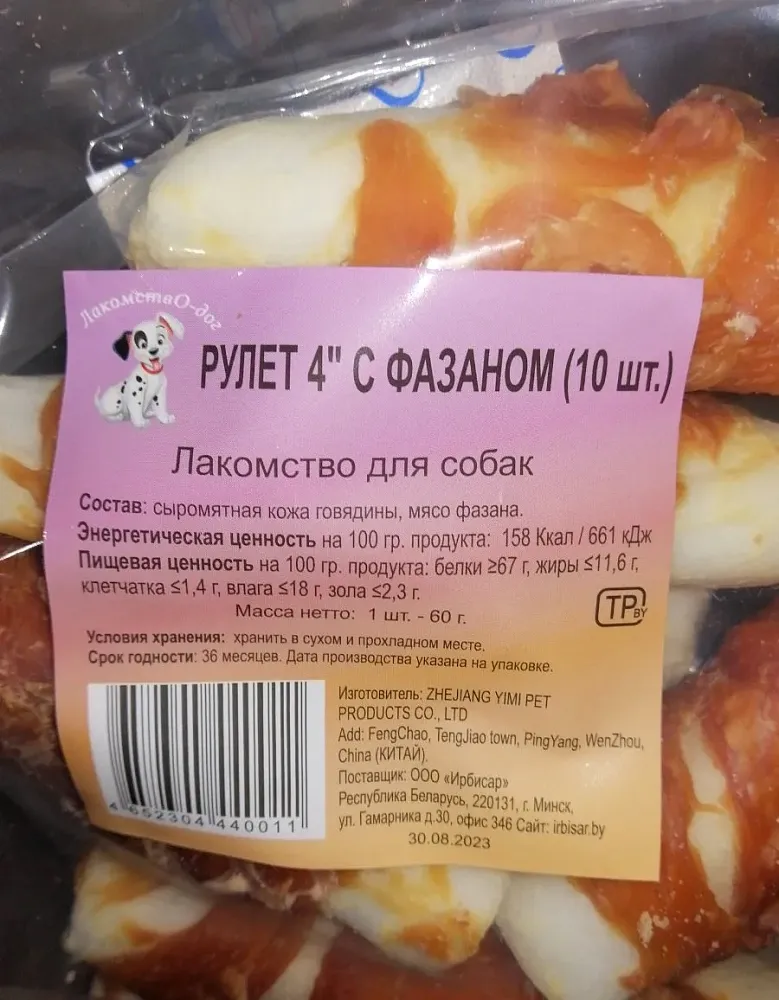 ЛакомстваО-дог
РУЛЕТ 4" С ФАЗАНОМ (10 шт.)
Лакомство для собак
Состав: сыромятная кожа говядины, мясо фазана.
Энергетическая ценность на 100 гр. продукта: 158 Ккал / 661 кДж
Пищевая ценность на 100 гр. продукта: белки ≥67 г, жиры ≤11,6 г,
клетчатка ≤1,4 г, влага ≤18 г, зола ≤2,3 г.
Масса нетто: 1 шт. - 60 г.
ТР BY
Условия хранения: хранить в сухом и прохладном месте.
Срок годности: 36 месяцев. Дата производства указана на упаковке.
Изготовитель: ZHEJIANG YIMI PET
PRODUCTS CO., LTD
Add: FengChao, TengJiao town, PingYang, WenZhou,
China (КИТАЙ).
Поставщик: ООО «Ирбисар»
Республика Беларусь, 220131, г. Минск,
ул. Гамарника д.30, офис 346 Сайт: irbisar.by
30.08.2023
4 652304 440011